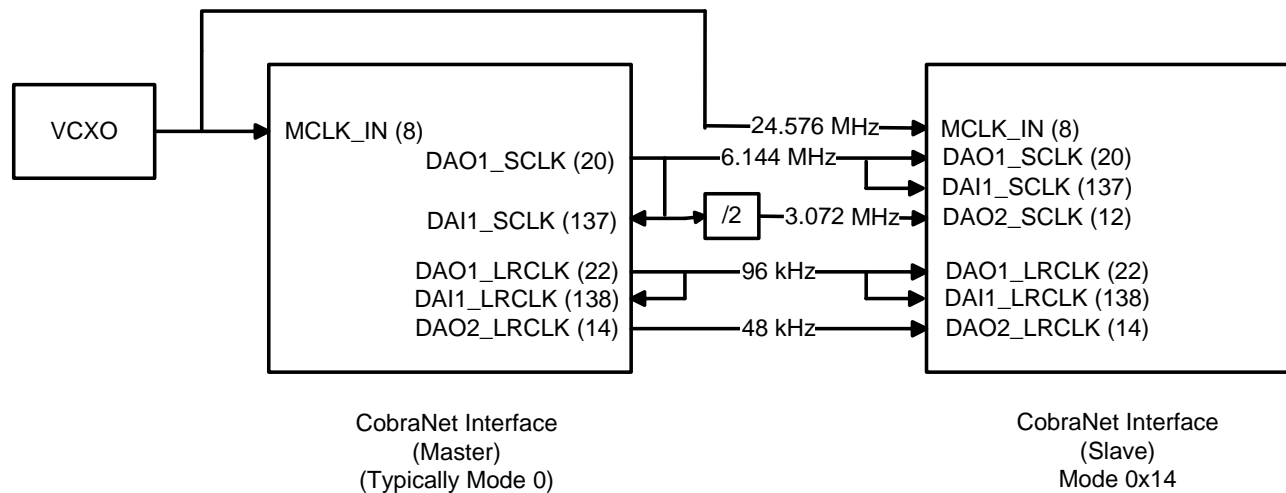 VCXO
MCLK_IN (8)
DAO1_SCLK (20)
DAI1_SCLK (137)
DAO1_LRCLK (22)
DAI1_LRCLK (138)
DAO2_LRCLK (14)
24.576 MHz
6.144 MHz
/2
3.072 MHz
96 kHz
48 kHz
MCLK_IN (8)
DAO1_SCLK (20)
DAI1_SCLK (137)
DAO2_SCLK (12)
DAO1_LRCLK (22)
DAI1_LRCLK (138)
DAO2_LRCLK (14)
CobraNet Interface
(Master)
(Typically Mode 0)
CobraNet Interface
(Slave)
Mode 0x14